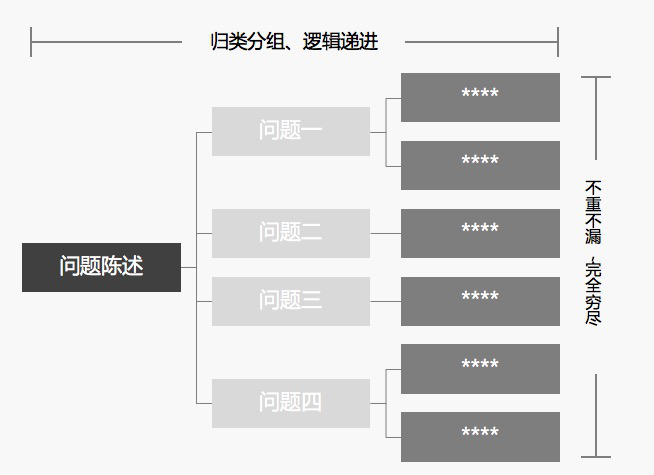 归类分组、逻辑递进
****
问题一
****
问题二
****
问题陈述
问题三
****
****
问题四
****
不重不漏、完全穷尽